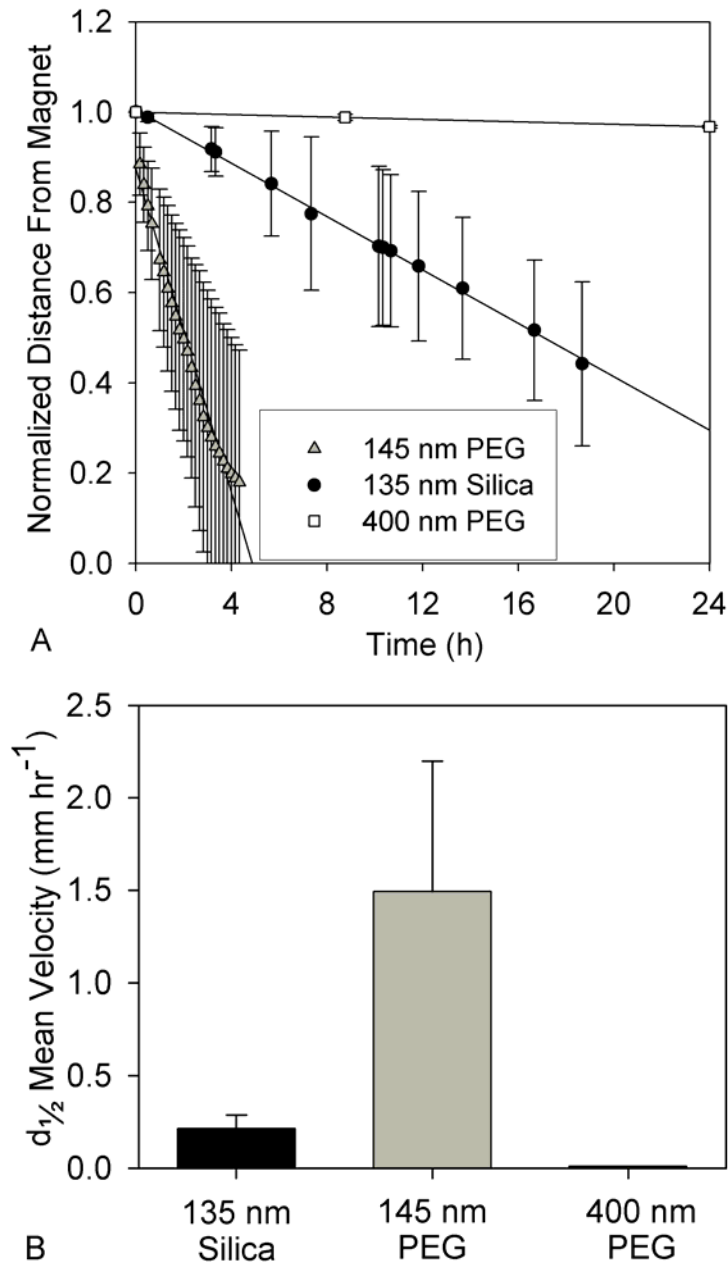 1.2
1.0
0.8
0.6
0.4
0.2
0.0
Normalized Distance From Magnet
145 nm PEG
135 nm Silica
400 nm PEG
0 4 8 12 16 20 24
Time (h)
A
2.5
2.0
1.5
1.0
0.5
0.0
d½ Mean Velocity (mm hr⁻¹)
135 nm 145 nm 400 nm
Silica PEG PEG
B